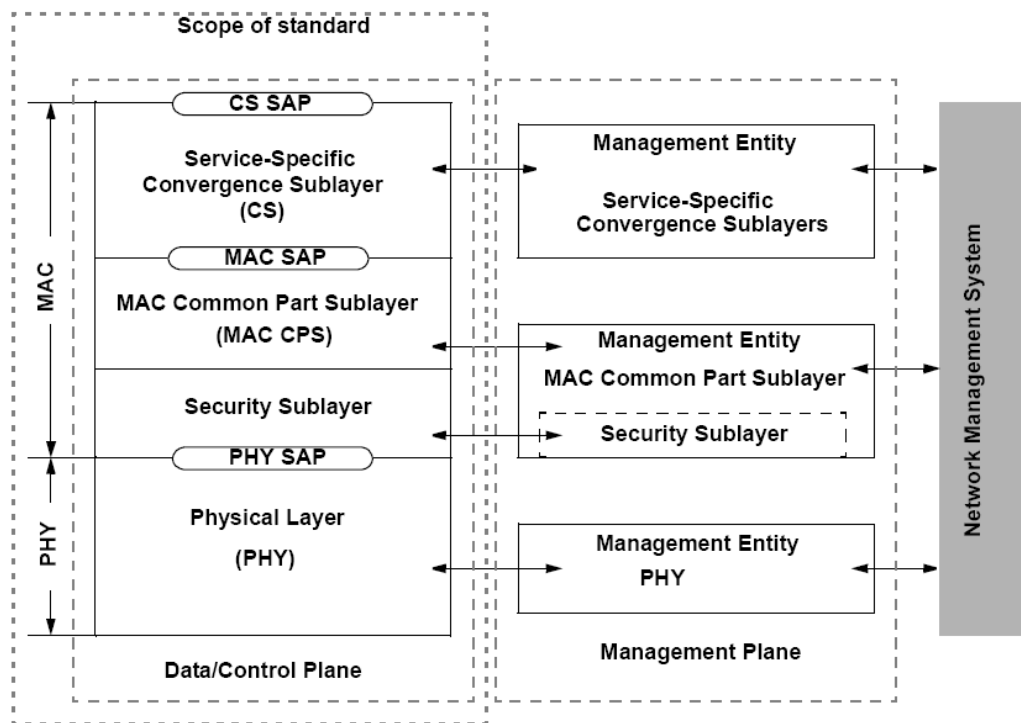 Scope of standard
CS SAP
Service-Specific
Convergence Sublayer
(CS)
MAC SAP
MAC Common Part Sublayer
(MAC CPS)
Security Sublayer
PHY SAP
Physical Layer
(PHY)
Data/Control Plane
MAC
PHY
Management Entity
Service-Specific
Convergence Sublayers
Management Entity
MAC Common Part Sublayer
Security Sublayer
Management Entity
PHY
Management Plane
Network Management System